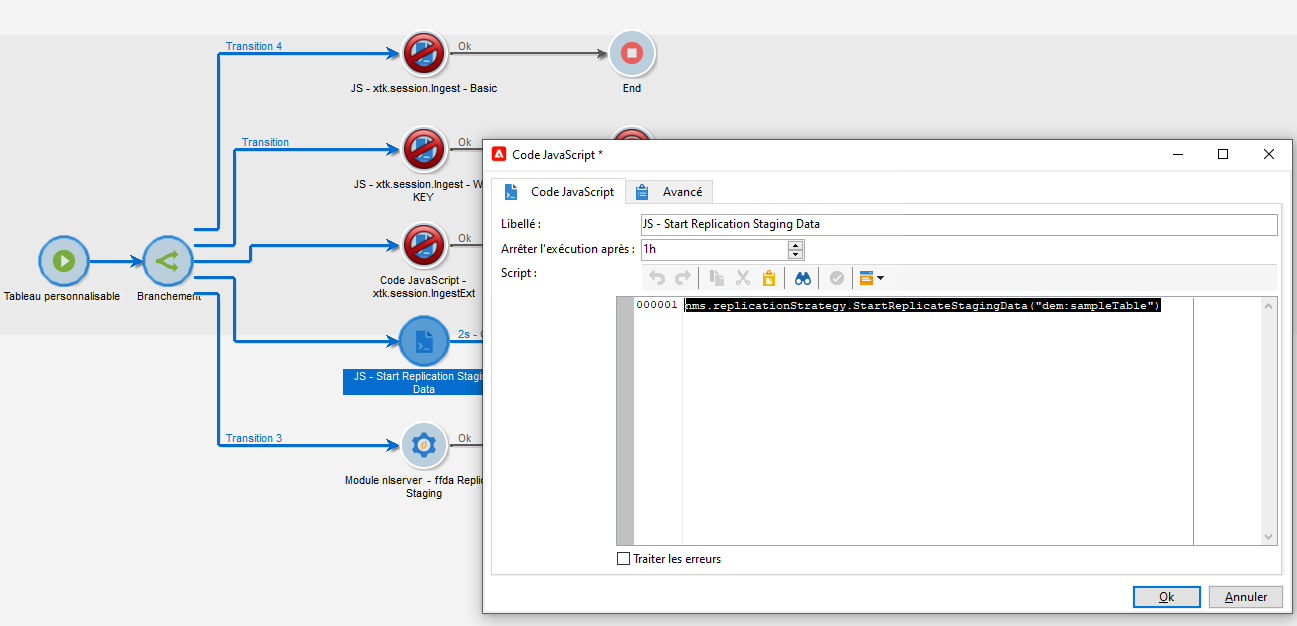 Transition 4
Ok
JS - xtk.session.Ingest - Basic
End
Transition
Ok
JS - xtk.session.Ingest - W
KEY
Ok
Code JavaScript -
xtk.session.IngestExt
Tableau personnalisable
Branchement
2s -
JS - Start Replication Stagi
Data
Transition 3
Ok
Module nlserver - ffda Replic
Staging
Code JavaScript *
Code JavaScript
Avancé
Libellé :
JS - Start Replication Staging Data
Arrêter l'exécution après :
1h
Script :
000001
nms.replicationStrategy.StartReplicateStagingData("dem:sampleTable")
Traiter les erreurs
Ok
Annuler